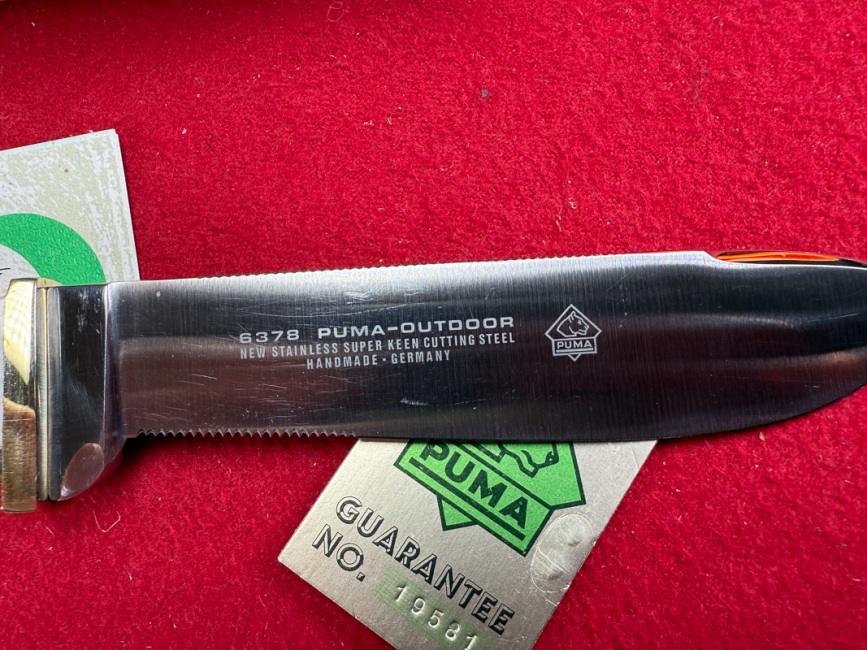 6378 PUMA-OUTDOOR
NEW STAINLESS SUPER KEEN CUTTING STEEL
HANDMADE - GERMANY
PUMA
PUMA
GUARANTEE
NO. 19581